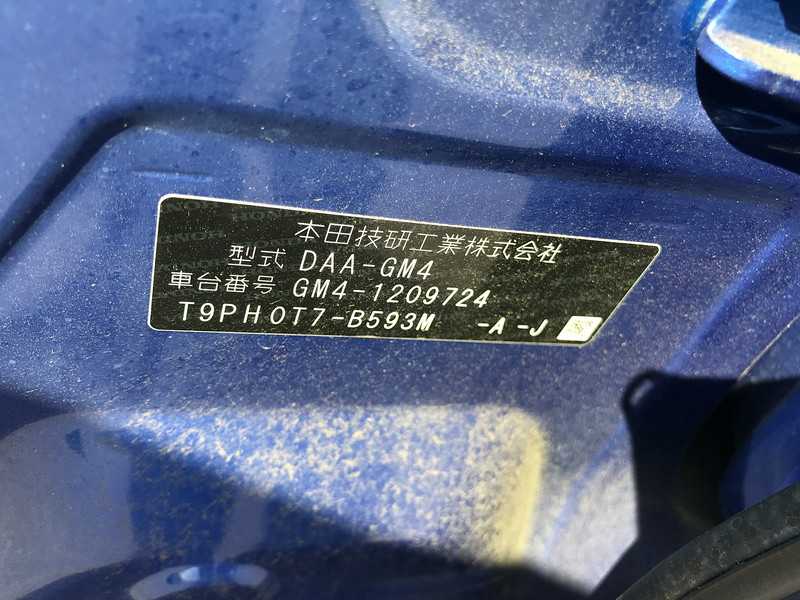 HONDA
本田技研工業株式会社
型式 DAA-GM4
車台番号 GM4-1209724
T9PH0T7-B593M -A-J